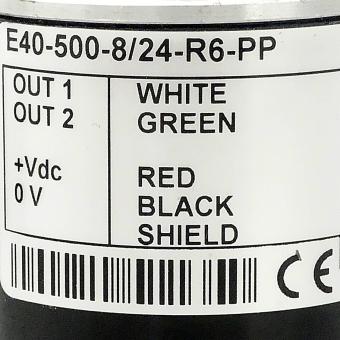 E40-500-8/24-R6-PP
OUT 1 WHITE
OUT 2 GREEN
+Vdc RED
0 V BLACK
SHIELD
CE